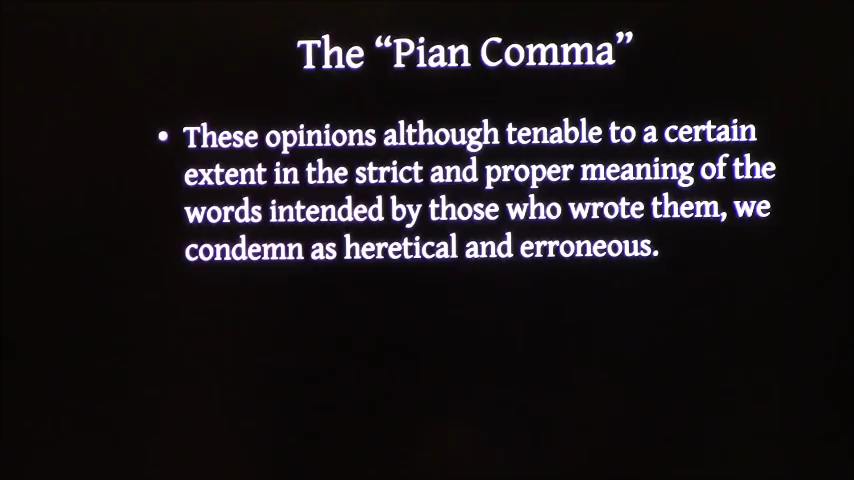 The “Pian Comma”
• These opinions although tenable to a certain
extent in the strict and proper meaning of the
words intended by those who wrote them, we
condemn as heretical and erroneous.